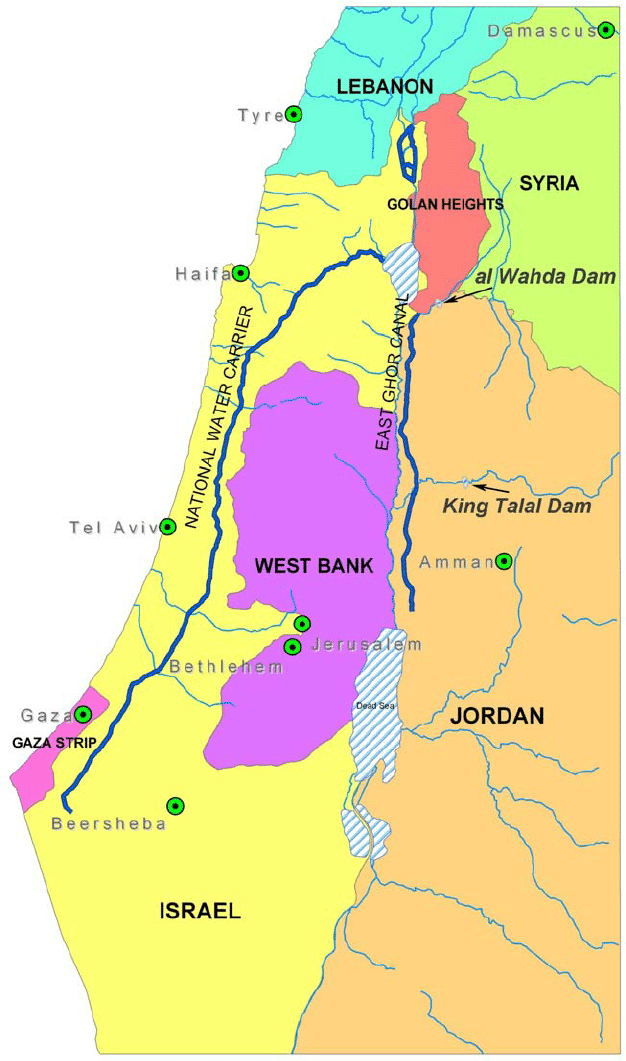 Damascus
LEBANON
Tyre
SYRIA
GOLAN HEIGHTS
Haifa
al Wahda Dam
NATIONAL WATER CARRIER
EAST GHOR CANAL
King Talal Dam
Tel Aviv
WEST BANK
Amman
Jerusalem
Bethlehem
Dead Sea
Gaza
JORDAN
GAZA STRIP
Beersheba
ISRAEL